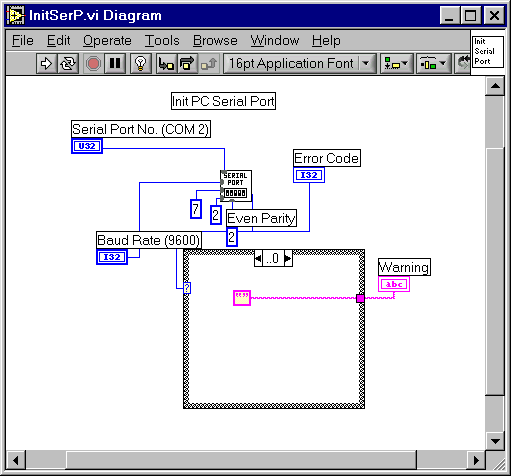 InitSerP.vi Diagram
File Edit Operate Tools Browse Window Help
Init
Serial
Port
16pt Application Font
Init PC Serial Port
Serial Port No. (COM 2)
U32
Error Code
I32
SERIAL
PORT
7
2
Even Parity
2
Baud Rate (9600)
I32
..0
Warning
abc
?
""